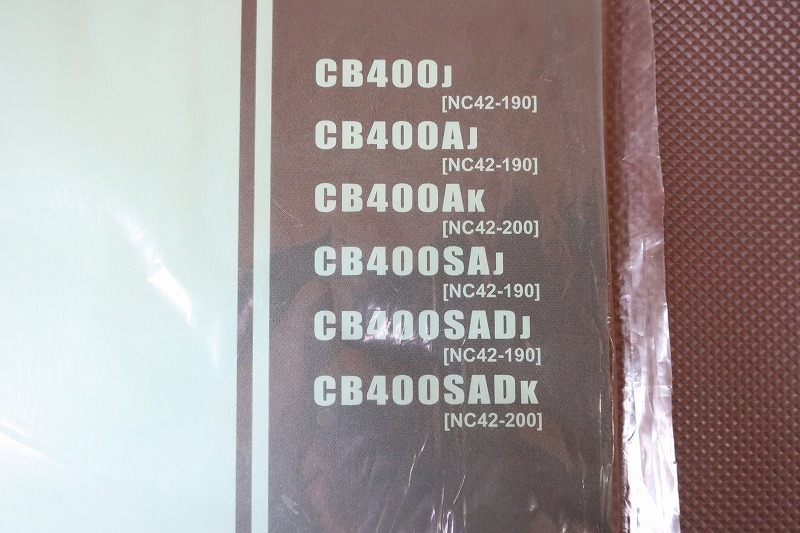 CB400J
[NC42-190]
CB400AJ
[NC42-190]
CB400AK
[NC42-200]
CB400SAJ
[NC42-190]
CB400SADJ
[NC42-190]
CB400SADK
[NC42-200]